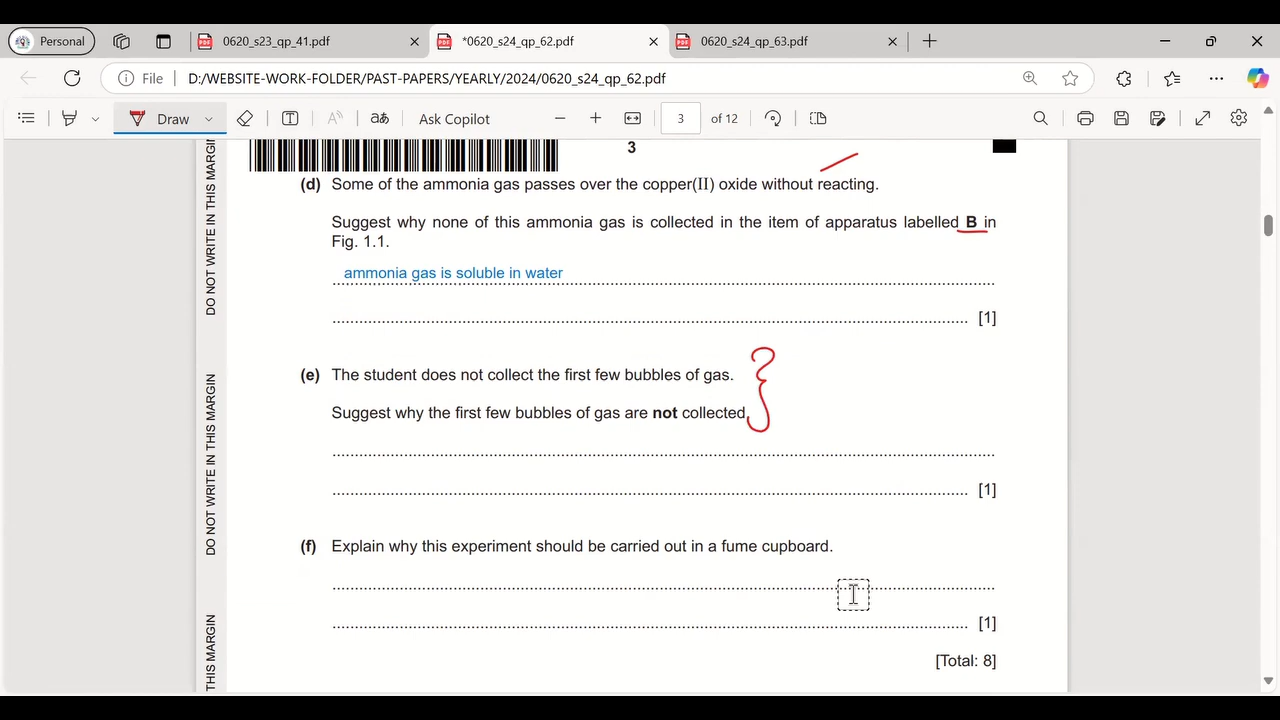 Personal
0620_s23_qp_41.pdf
*0620_s24_qp_62.pdf
0620_s24_qp_63.pdf
File
D:/WEBSITE-WORK-FOLDER/PAST-PAPERS/YEARLY/2024/0620_s24_qp_62.pdf
Draw
T
A
aあ
Ask Copilot
3
of 12
3
DO NOT WRITE IN THIS MARGIN
(d) Some of the ammonia gas passes over the copper(II) oxide without reacting.
Suggest why none of this ammonia gas is collected in the item of apparatus labelled B in
Fig. 1.1.
ammonia gas is soluble in water
[1]
DO NOT WRITE IN THIS MARGIN
(e) The student does not collect the first few bubbles of gas.
Suggest why the first few bubbles of gas are not collected
[1]
(f) Explain why this experiment should be carried out in a fume cupboard.
THIS MARGIN
[1]
[Total: 8]